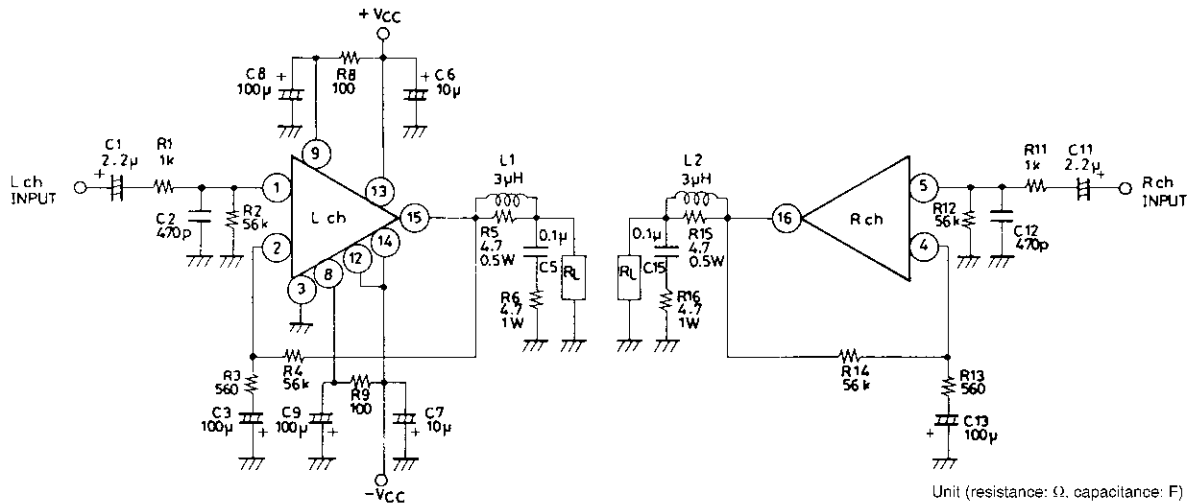 + VCC
C8
100μ
+
R8
100
+
C6
10μ
L ch
INPUT
+
C1
2.2μ
R1
1k
C2
470p
R2
56k
1
2
9
13
L ch
15
14
12
8
3
L1
3μH
R5
4.7
0.5W
0.1μ
C5
R6
4.7
1W
RL
R3
560
C3
100μ
+
R4
56k
C9
100μ
+
R9
100
C7
10μ
+
−VCC
L2
3μH
RL
0.1μ
C15
R15
4.7
0.5W
R16
4.7
1W
16
R ch
5
4
R12
56k
R11
1k
C11
2.2μ
+
C12
470p
R ch
INPUT
R14
56k
R13
560
C13
100μ
+
Unit (resistance: Ω, capacitance: F)